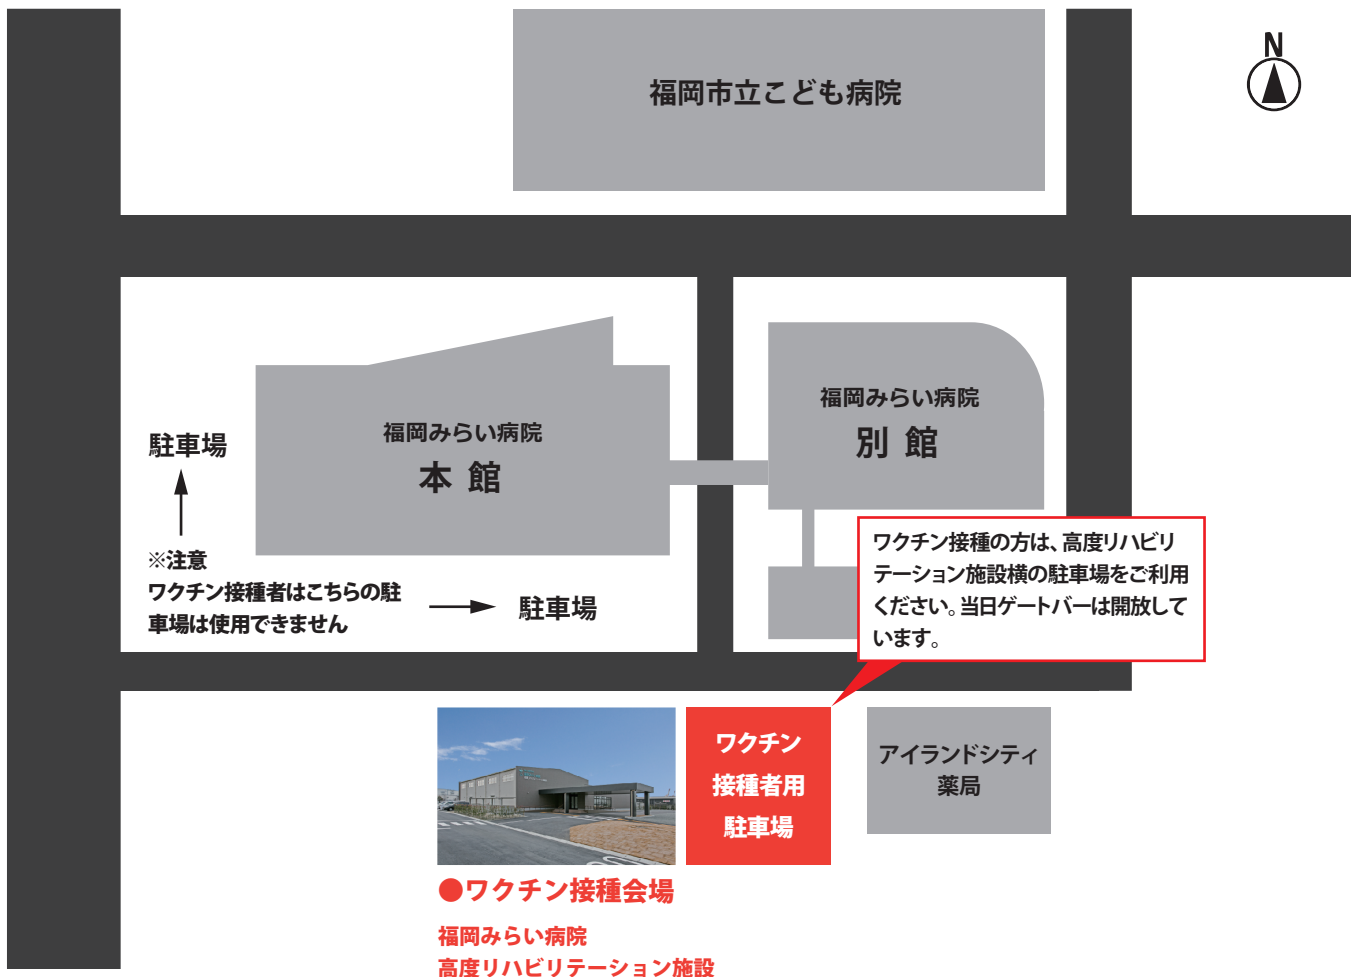 N
福岡市立こども病院
福岡みらい病院
本 館
福岡みらい病院
別 館
駐車場
※注意
ワクチン接種者はこちらの駐
車場は使用できません
駐車場
ワクチン接種の方は、高度リハビリ
テーション施設横の駐車場をご利用
ください。当日ゲートバーは開放して
います。
ワクチン
接種者用
駐車場
アイランドシティ
薬局
●ワクチン接種会場
福岡みらい病院
高度リハビリテーション施設